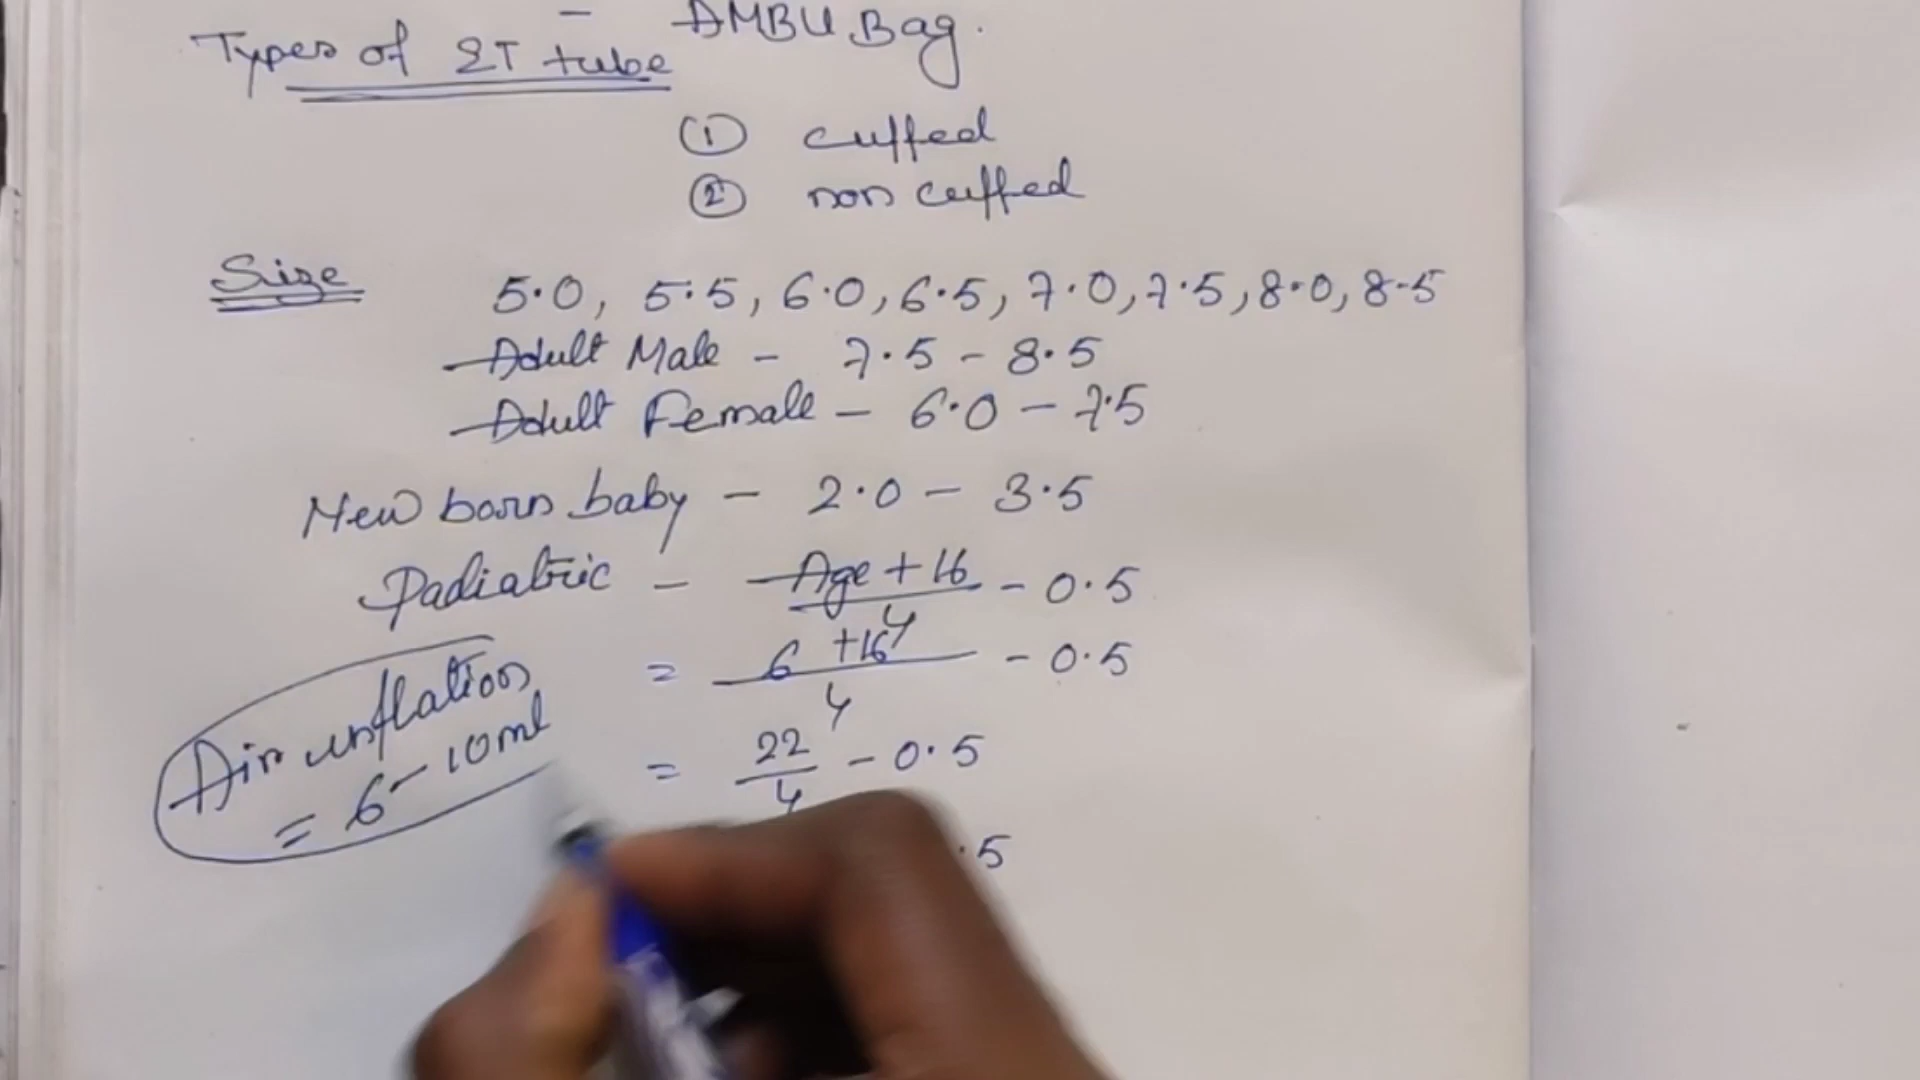 - AMBU Bag.
Types of ET tube
① cuffed
② non cuffed
Size 5.0, 5.5, 6.0, 6.5, 7.0, 7.5, 8.0, 8.5
Adult Male - 7.5 - 8.5
Adult Female - 6.0 - 7.5
New born baby - 2.0 - 3.5
Padiatric - Age + 16 / 4 - 0.5
= 6 + 16 / 4 - 0.5
= 22 / 4 - 0.5
.5
Air inflation
= 6 - 10 ml